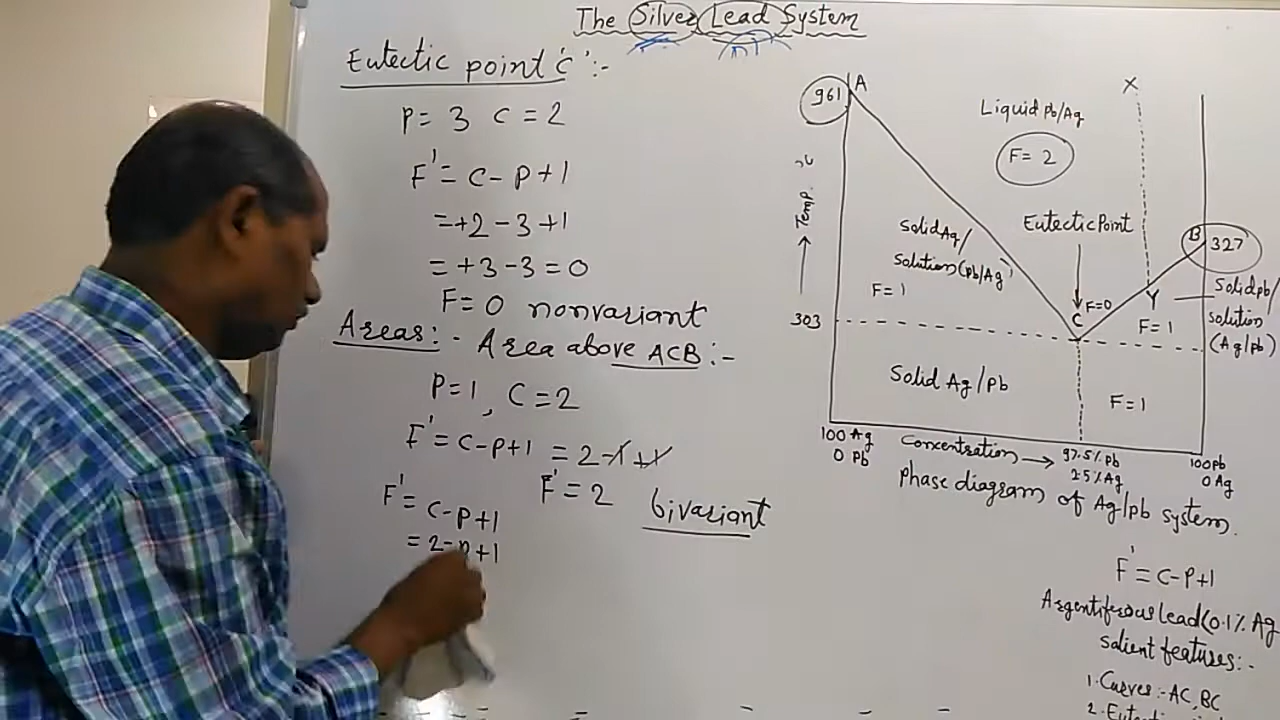 The Silver Lead System
Eutectic point 'c' :-
P= 3 C = 2
F' = C - P + 1
= +2 - 3 + 1
= +3 - 3 = 0
F = 0 nonvariant
Areas: - Area above ACB :-
P=1, C=2
F' = C-P+1 = 2-1+1
F' = 2 bivariant
F' = C-P+1
= 2-P+1
A
961
X
Liquid Pb/Ag
F= 2
Temp. °c
Solid Ag/
Solution (Pb/Ag)
F= 1
Eutectic Point
B
327
303
C
F=0
Y
F= 1
Solid pb/
solution
(Ag/pb)
Solid Ag/Pb
F=1
100 Ag
0 Pb
Concentration
97.5% Pb
2.5% Ag
100 Pb
0 Ag
Phase diagram of Ag/pb system.
F' = C-P+1
Argentiferous Lead (0.1% Ag
Salient features:-
1. Curves :- AC, BC